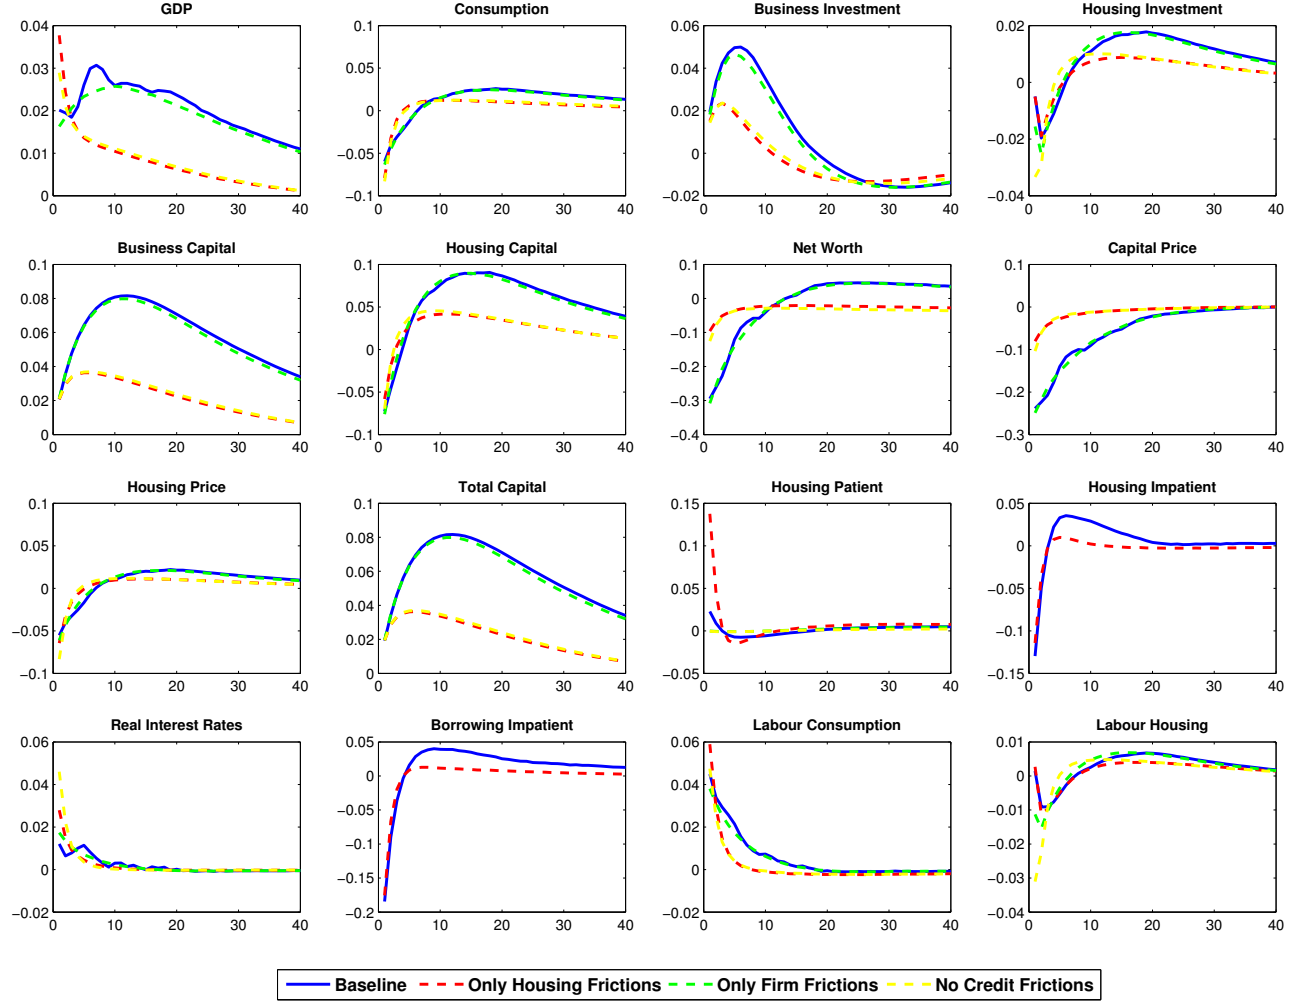 GDP
Consumption
Business Investment
Housing Investment
0.04
0.03
0.02
0.01
0
0 10 20 30 40
0.1
0.05
0
−0.05
−0.1
0 10 20 30 40
0.06
0.04
0.02
0
−0.02
0 10 20 30 40
0.02
0
−0.02
−0.04
0 10 20 30 40
Business Capital
Housing Capital
Net Worth
Capital Price
0.1
0.08
0.06
0.04
0.02
0
0 10 20 30 40
0.1
0.05
0
−0.05
−0.1
0 10 20 30 40
0.1
0
−0.1
−0.2
−0.3
−0.4
0 10 20 30 40
0.1
0
−0.1
−0.2
−0.3
0 10 20 30 40
Housing Price
Total Capital
Housing Patient
Housing Impatient
0.1
0.05
0
−0.05
−0.1
0 10 20 30 40
0.1
0.08
0.06
0.04
0.02
0
0 10 20 30 40
0.15
0.1
0.05
0
−0.05
0 10 20 30 40
0.05
0
−0.05
−0.1
−0.15
0 10 20 30 40
Real Interest Rates
Borrowing Impatient
Labour Consumption
Labour Housing
0.06
0.04
0.02
0
−0.02
0 10 20 30 40
0.05
0
−0.05
−0.1
−0.15
−0.2
0 10 20 30 40
0.06
0.04
0.02
0
−0.02
0 10 20 30 40
0.01
0
−0.01
−0.02
−0.03
−0.04
0 10 20 30 40
Baseline Only Housing Frictions Only Firm Frictions No Credit Frictions